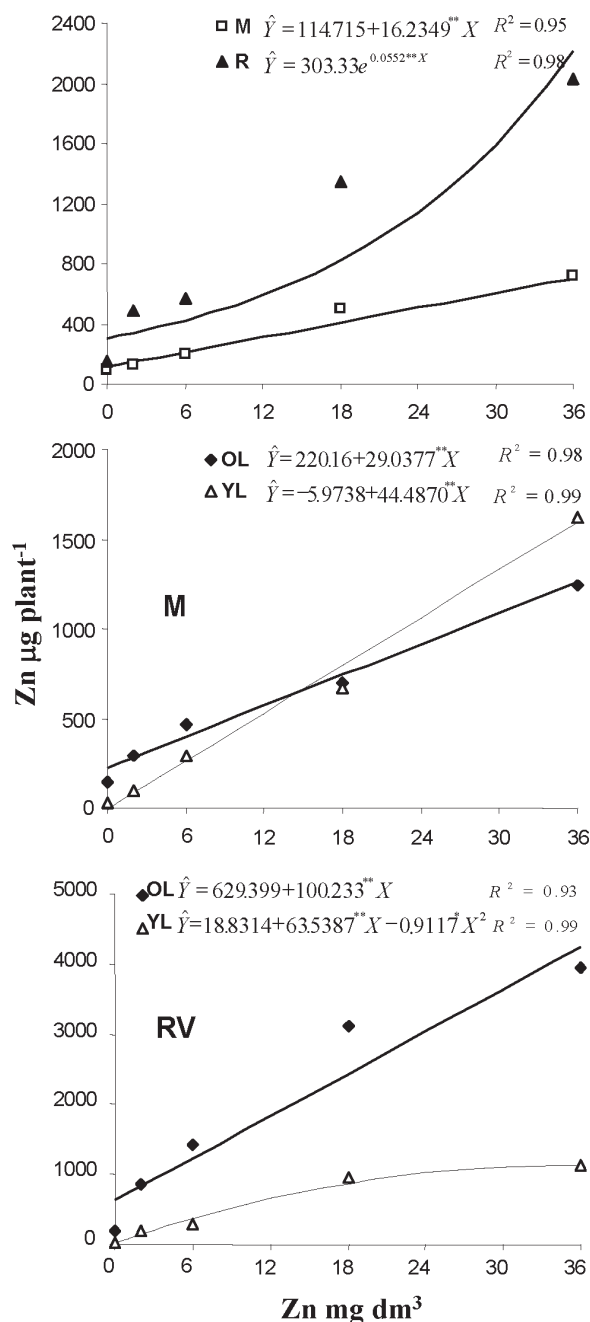 2400
2000
1600
1200
800
400
0
M Ŷ=114.715+16.2349** X R² = 0.95
R Ŷ = 303.33e^0.0552**X R² = 0.98
0 6 12 18 24 30 36
2000
1500
1000
500
0
OL Ŷ=220.16+29.0377**X R² = 0.98
YL Ŷ=−5.9738+44.4870**X R² = 0.99
M
Zn µg plant⁻¹
0 6 12 18 24 30 36
5000
4000
3000
2000
1000
0
OL Ŷ=629.399+100.233**X R² = 0.93
YL Ŷ=18.8314+63.5387**X−0.9117*X² R² = 0.99
RV
0 6 12 18 24 30 36
Zn mg dm³